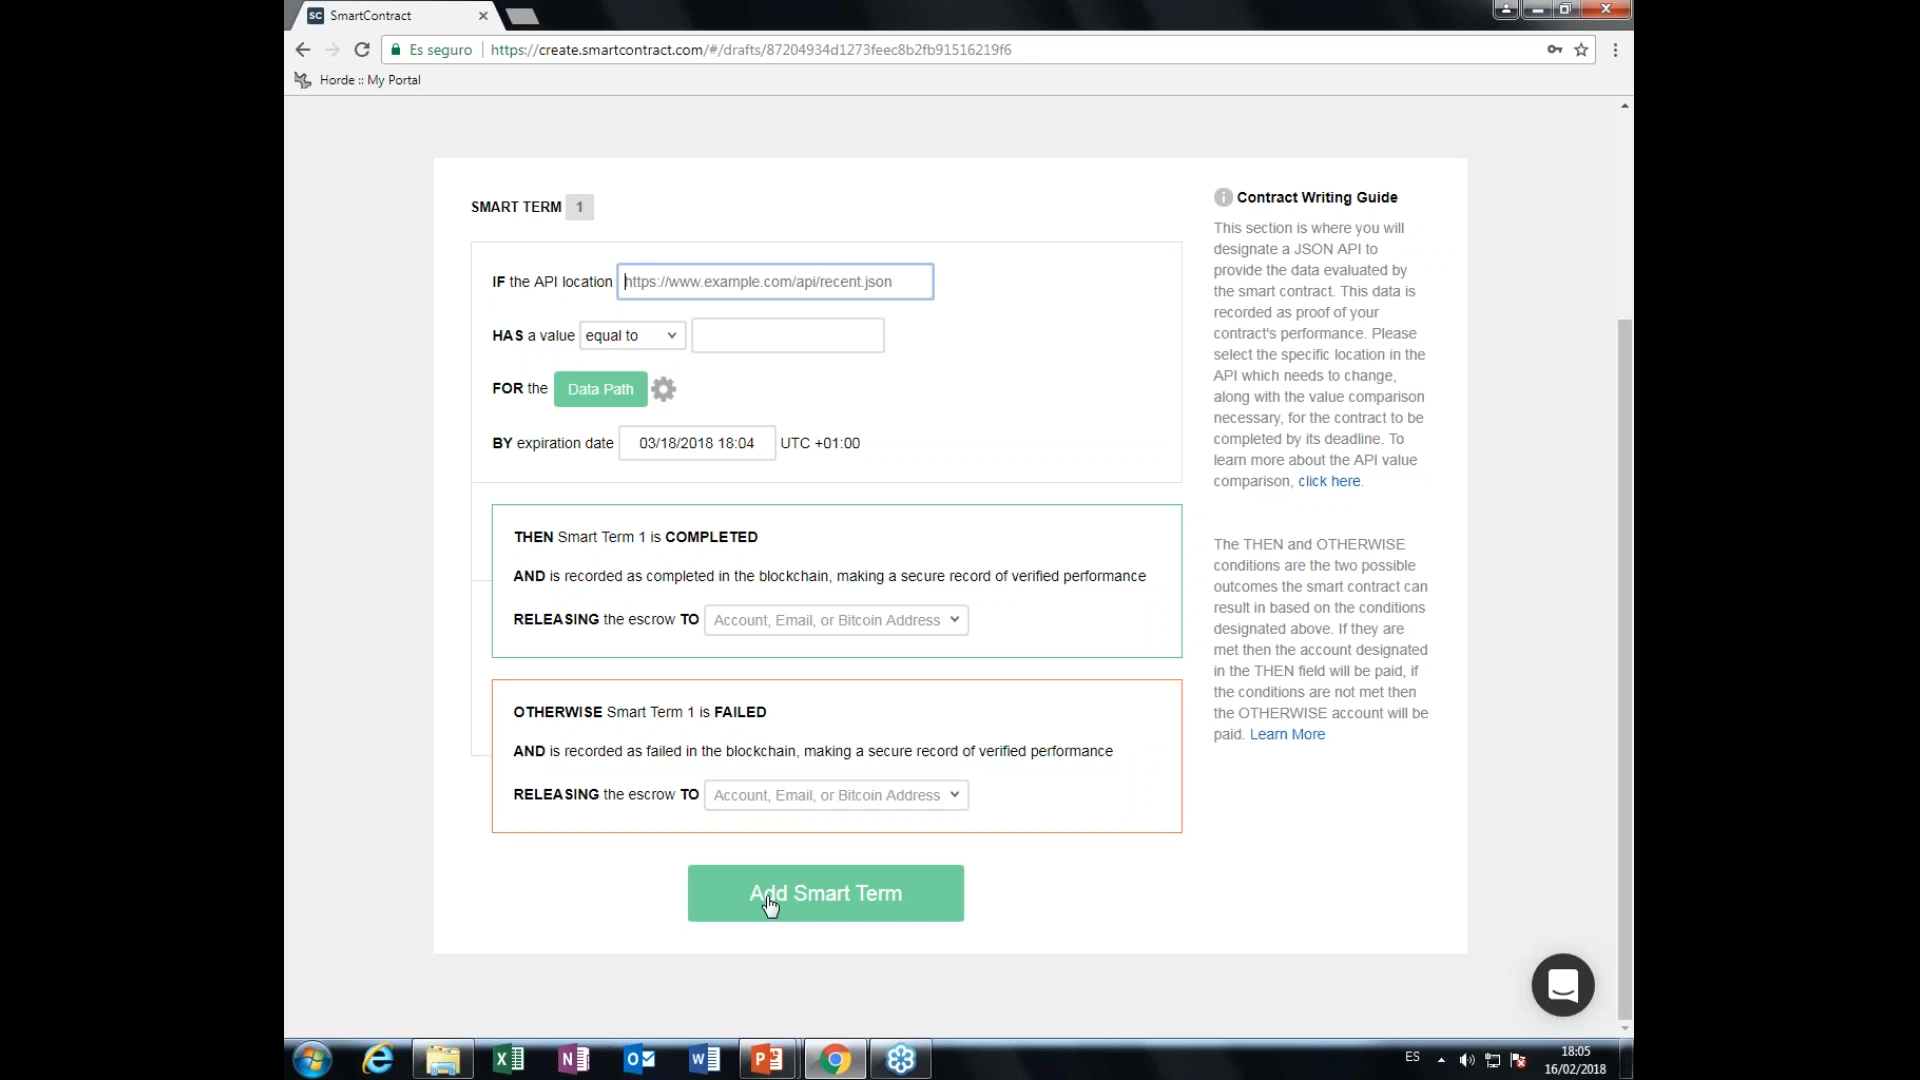 SC SmartContract
Es seguro https://create.smartcontract.com/#/drafts/87204934d1273feec8b2fb91516219f6
Horde :: My Portal
SMART TERM 1
IF the API location https://www.example.com/api/recent.json
HAS a value equal to
FOR the Data Path
BY expiration date 03/18/2018 18:04 UTC +01:00
THEN Smart Term 1 is COMPLETED
AND is recorded as completed in the blockchain, making a secure record of verified performance
RELEASING the escrow TO Account, Email, or Bitcoin Address
OTHERWISE Smart Term 1 is FAILED
AND is recorded as failed in the blockchain, making a secure record of verified performance
RELEASING the escrow TO Account, Email, or Bitcoin Address
Add Smart Term
Contract Writing Guide
This section is where you will
designate a JSON API to
provide the data evaluated by
the smart contract. This data is
recorded as proof of your
contract's performance. Please
select the specific location in the
API which needs to change,
along with the value comparison
necessary, for the contract to be
completed by its deadline. To
learn more about the API value
comparison, click here.
The THEN and OTHERWISE
conditions are the two possible
outcomes the smart contract can
result in based on the conditions
designated above. If they are
met then the account designated
in the THEN field will be paid, if
the conditions are not met then
the OTHERWISE account will be
paid. Learn More
ES
18:05
16/02/2018